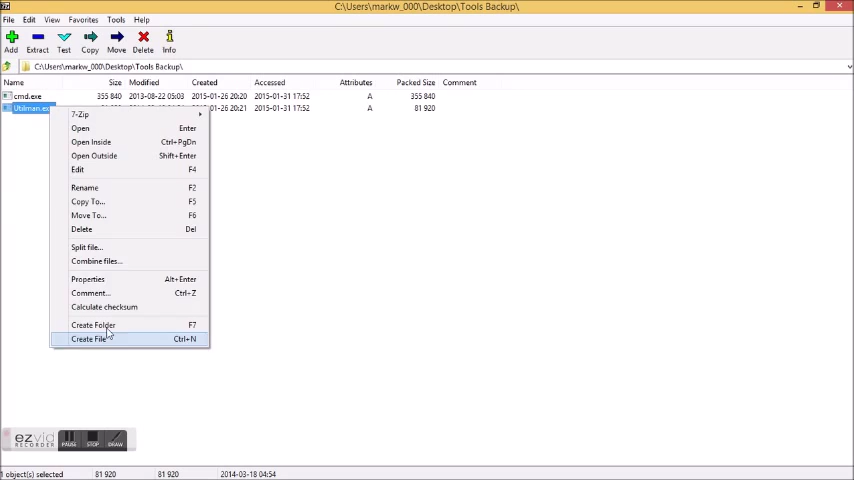 C:\Users\markw_000\Desktop\Tools Backup\
File Edit View Favorites Tools Help
Add Extract Test Copy Move Delete Info
C:\Users\markw_000\Desktop\Tools Backup\
Name Size Modified Created Accessed Attributes Packed Size Comment
cmd.exe 355 840 2013-08-22 05:03 2015-01-26 20:20 2015-01-31 17:52 A 355 840
Utilman.ex 2015-01-26 20:21 2015-01-31 17:52 A 81 920
7-Zip
Open Enter
Open Inside Ctrl+PgDn
Open Outside Shift+Enter
Edit F4
Rename F2
Copy To... F5
Move To... F6
Delete Del
Split file...
Combine files...
Properties Alt+Enter
Comment... Ctrl+Z
Calculate checksum
Create Folder F7
Create File Ctrl+N
ezvid
RECORDER
PAUSE STOP DRAW
1 object(s) selected 81 920 81 920 2014-03-18 04:54